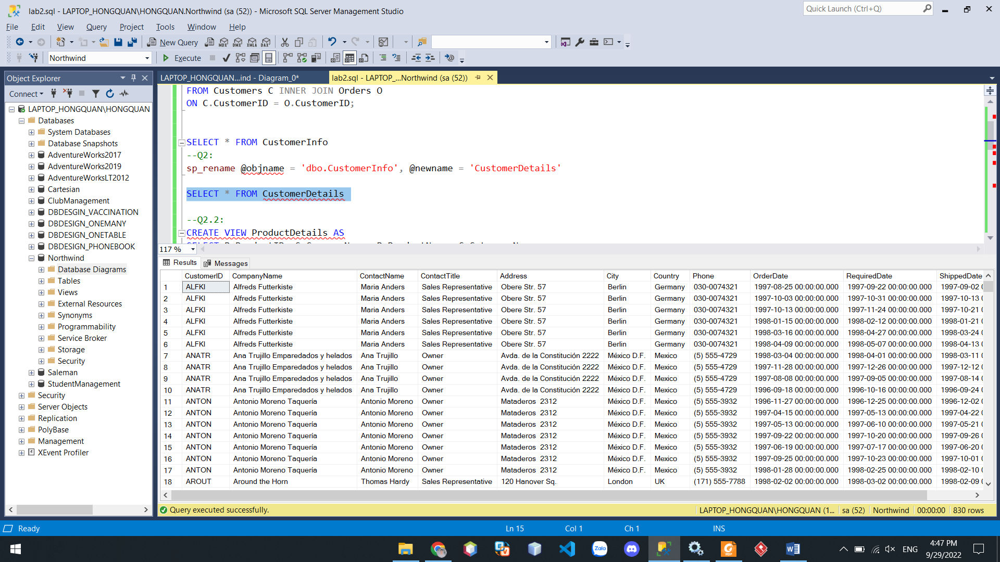 lab2.sql - LAPTOP_HONGQUAN\HONGQUAN.Northwind (sa (52)) - Microsoft SQL Server Management Studio
Quick Launch (Ctrl+Q)
File Edit View Query Project Tools Window Help
New Query MDX DMX XMLA DAX
Northwind Execute
Object Explorer
Connect
LAPTOP_HONGQUAN\HONGQUAN
Databases
System Databases
Database Snapshots
AdventureWorks2017
AdventureWorks2019
AdventureWorksLT2012
Cartesian
ClubManagement
DBDESGIN_VACCINATION
DBDESIGN_ONEMANY
DBDESIGN_ONETABLE
DBDESIGN_PHONEBOOK
Northwind
Database Diagrams
Tables
Views
External Resources
Synonyms
Programmability
Service Broker
Storage
Security
Saleman
StudentManagement
Security
Server Objects
Replication
PolyBase
Management
XEvent Profiler
LAPTOP_HONGQUAN...ind - Diagram_0*
lab2.sql - LAPTOP_...Northwind (sa (52))
FROM Customers C INNER JOIN Orders O
ON C.CustomerID = O.CustomerID;
SELECT * FROM CustomerInfo
--Q2:
sp_rename @objname = 'dbo.CustomerInfo', @newname = 'CustomerDetails'
SELECT * FROM CustomerDetails
--Q2.2:
CREATE VIEW ProductDetails AS
117 %
Results Messages
CustomerID CompanyName ContactName ContactTitle Address City Country Phone OrderDate RequiredDate ShippedDate
1 ALFKI Alfreds Futterkiste Maria Anders Sales Representative Obere Str. 57 Berlin Germany 030-0074321 1997-08-25 00:00:00.000 1997-09-22 00:00:00.000 1997-09-02
2 ALFKI Alfreds Futterkiste Maria Anders Sales Representative Obere Str. 57 Berlin Germany 030-0074321 1997-10-03 00:00:00.000 1997-10-31 00:00:00.000 1997-10-13
3 ALFKI Alfreds Futterkiste Maria Anders Sales Representative Obere Str. 57 Berlin Germany 030-0074321 1997-10-13 00:00:00.000 1997-11-24 00:00:00.000 1997-10-21
4 ALFKI Alfreds Futterkiste Maria Anders Sales Representative Obere Str. 57 Berlin Germany 030-0074321 1998-01-15 00:00:00.000 1998-02-12 00:00:00.000 1998-01-21
5 ALFKI Alfreds Futterkiste Maria Anders Sales Representative Obere Str. 57 Berlin Germany 030-0074321 1998-03-16 00:00:00.000 1998-04-27 00:00:00.000 1998-03-24
6 ALFKI Alfreds Futterkiste Maria Anders Sales Representative Obere Str. 57 Berlin Germany 030-0074321 1998-04-09 00:00:00.000 1998-05-07 00:00:00.000 1998-04-13
7 ANATR Ana Trujillo Emparedados y helados Ana Trujillo Owner Avda. de la Constitución 2222 México D.F. Mexico (5) 555-4729 1998-03-04 00:00:00.000 1998-04-01 00:00:00.000 1998-03-11
8 ANATR Ana Trujillo Emparedados y helados Ana Trujillo Owner Avda. de la Constitución 2222 México D.F. Mexico (5) 555-4729 1997-11-28 00:00:00.000 1997-12-26 00:00:00.000 1997-12-12
9 ANATR Ana Trujillo Emparedados y helados Ana Trujillo Owner Avda. de la Constitución 2222 México D.F. Mexico (5) 555-4729 1997-08-08 00:00:00.000 1997-09-05 00:00:00.000 1997-08-14
10 ANATR Ana Trujillo Emparedados y helados Ana Trujillo Owner Avda. de la Constitución 2222 México D.F. Mexico (5) 555-4729 1996-09-18 00:00:00.000 1996-10-16 00:00:00.000 1996-09-24
11 ANTON Antonio Moreno Taquería Antonio Moreno Owner Mataderos 2312 México D.F. Mexico (5) 555-3932 1996-11-27 00:00:00.000 1996-12-25 00:00:00.000 1996-12-02
12 ANTON Antonio Moreno Taquería Antonio Moreno Owner Mataderos 2312 México D.F. Mexico (5) 555-3932 1997-04-15 00:00:00.000 1997-05-13 00:00:00.000 1997-04-22
13 ANTON Antonio Moreno Taquería Antonio Moreno Owner Mataderos 2312 México D.F. Mexico (5) 555-3932 1997-05-13 00:00:00.000 1997-06-10 00:00:00.000 1997-05-21
14 ANTON Antonio Moreno Taquería Antonio Moreno Owner Mataderos 2312 México D.F. Mexico (5) 555-3932 1997-09-22 00:00:00.000 1997-10-20 00:00:00.000 1997-09-26
15 ANTON Antonio Moreno Taquería Antonio Moreno Owner Mataderos 2312 México D.F. Mexico (5) 555-3932 1997-06-19 00:00:00.000 1997-07-17 00:00:00.000 1997-06-20
16 ANTON Antonio Moreno Taquería Antonio Moreno Owner Mataderos 2312 México D.F. Mexico (5) 555-3932 1997-09-25 00:00:00.000 1997-10-23 00:00:00.000 1997-10-01
17 ANTON Antonio Moreno Taquería Antonio Moreno Owner Mataderos 2312 México D.F. Mexico (5) 555-3932 1998-01-28 00:00:00.000 1998-02-25 00:00:00.000 1998-02-10
18 AROUT Around the Horn Thomas Hardy Sales Representative 120 Hanover Sq. London UK (171) 555-7788 1998-02-02 00:00:00.000 1998-03-02 00:00:00.000 1998-02-09
Query executed successfully. LAPTOP_HONGQUAN\HONGQUAN (1... sa (52) Northwind 00:00:00 830 rows
Ready Ln 15 Col 1 Ch 1 INS
Zalo ENG 4:47 PM
9/29/2022